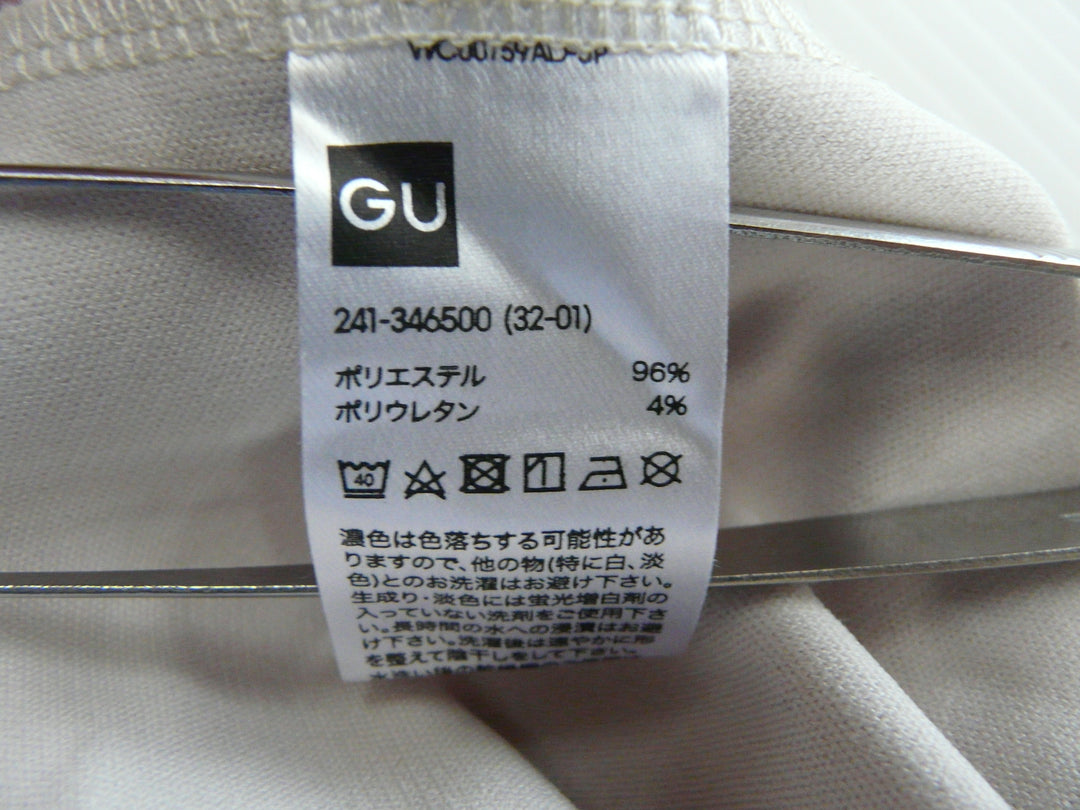 GU
241-346500 (32-01)
ポリエステル 96%
ポリウレタン 4%
40
濃色は色落ちする可能性があ
りますので、他の物(特に白、淡
色)とのお洗濯はお避け下さい。
生成り・淡色には蛍光増白剤の
入っていない洗剤をご使用下さ
い。長時間の水への浸漬はお避
け下さい。洗濯後は速やかに形
を整えて陰干しをして下さい。